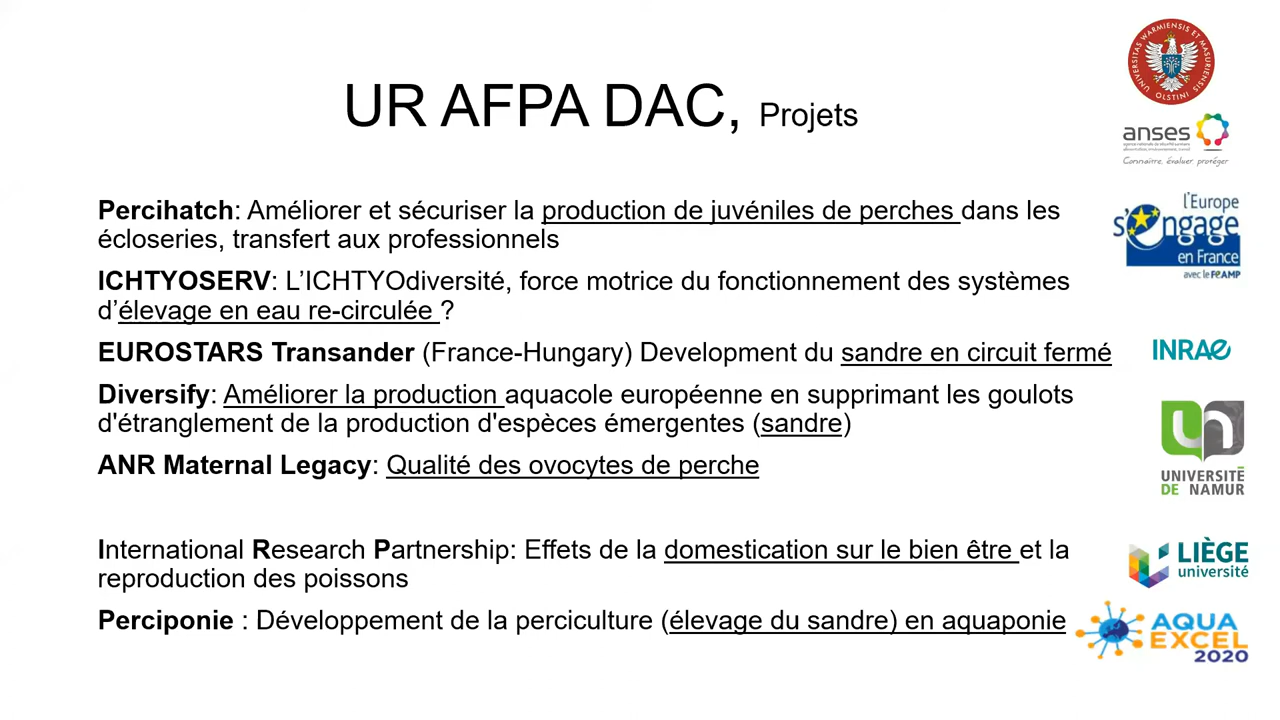 UNIVERSITAS WARMIENSIS ET MASURIENSIS
OLSTINI
UR AFPA DAC, Projets
anses
Connaître, évaluer, protéger
Percihatch: Améliorer et sécuriser la production de juvéniles de perches dans les
écloseries, transfert aux professionnels
l'Europe
s'engage
en France
avec le FEAMP
ICHTYOSERV: L’ICHTYOdiversité, force motrice du fonctionnement des systèmes
d’élevage en eau re-circulée ?
EUROSTARS Transander (France-Hungary) Development du sandre en circuit fermé
INRAE
Diversify: Améliorer la production aquacole européenne en supprimant les goulots
d'étranglement de la production d'espèces émergentes (sandre)
ANR Maternal Legacy: Qualité des ovocytes de perche
un
UNIVERSITÉ
DE NAMUR
International Research Partnership: Effets de la domestication sur le bien être et la
reproduction des poissons
LIÈGE
université
Perciponie : Développement de la perciculture (élevage du sandre) en aquaponie
AQUA
EXCEL
2020